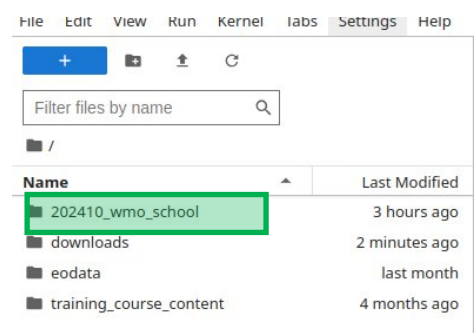 File Edit View Run Kernel Tabs Settings Help
+
Filter files by name
/
Name Last Modified
202410_wmo_school 3 hours ago
downloads 2 minutes ago
eodata last month
training_course_content 4 months ago